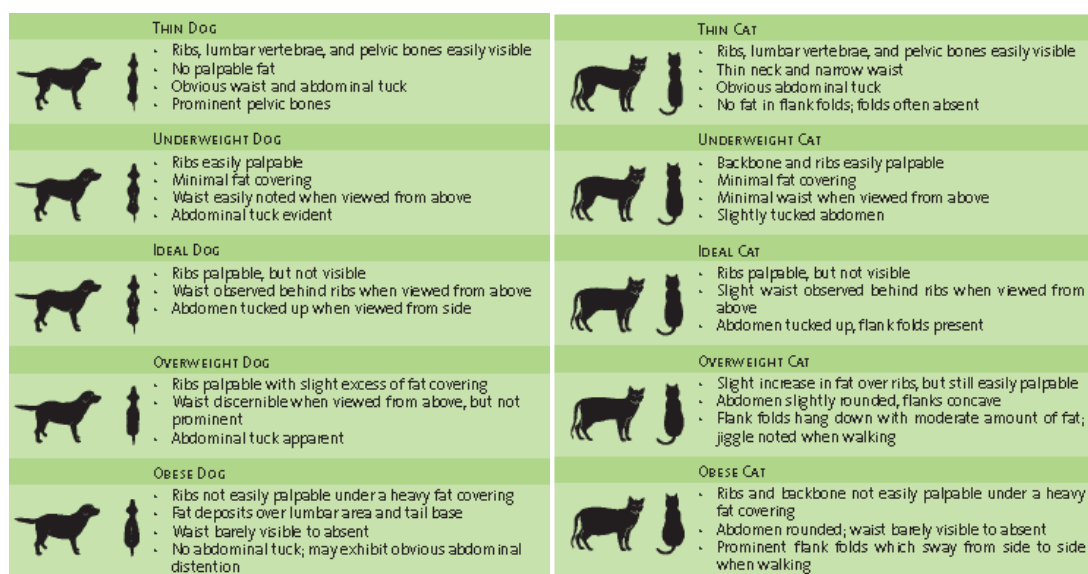 THIN DOG
• Ribs, lumbar vertebrae, and pelvic bones easily visible
• No palpable fat
• Obvious waist and abdominal tuck
• Prominent pelvic bones
UNDERWEIGHT DOG
• Ribs easily palpable
• Minimal fat covering
• Waist easily noted when viewed from above
• Abdominal tuck evident
IDEAL DOG
• Ribs palpable, but not visible
• Waist observed behind ribs when viewed from above
• Abdomen tucked up when viewed from side
OVERWEIGHT DOG
• Ribs palpable with slight excess of fat covering
• Waist discernible when viewed from above, but not
prominent
• Abdominal tuck apparent
OBESE DOG
• Ribs not easily palpable under a heavy fat covering
• Fat deposits over lumbar area and tail base
• Waist barely visible to absent
• No abdominal tuck; may exhibit obvious abdominal
distention
THIN CAT
• Ribs, lumbar vertebrae, and pelvic bones easily visible
• Thin neck and narrow waist
• Obvious abdominal tuck
• No fat in flank folds; folds often absent
UNDERWEIGHT CAT
• Backbone and ribs easily palpable
• Minimal fat covering
• Minimal waist when viewed from above
• Slightly tucked abdomen
IDEAL CAT
• Ribs palpable, but not visible
• Slight waist observed behind ribs when viewed from
above
• Abdomen tucked up, flank folds present
OVERWEIGHT CAT
• Slight increase in fat over ribs, but still easily palpable
• Abdomen slightly rounded, flanks concave
• Flank folds hang down with moderate amount of fat;
jiggle noted when walking
OBESE CAT
• Ribs and backbone not easily palpable under a heavy
fat covering
• Abdomen rounded; waist barely visible to absent
• Prominent flank folds which sway from side to side
when walking